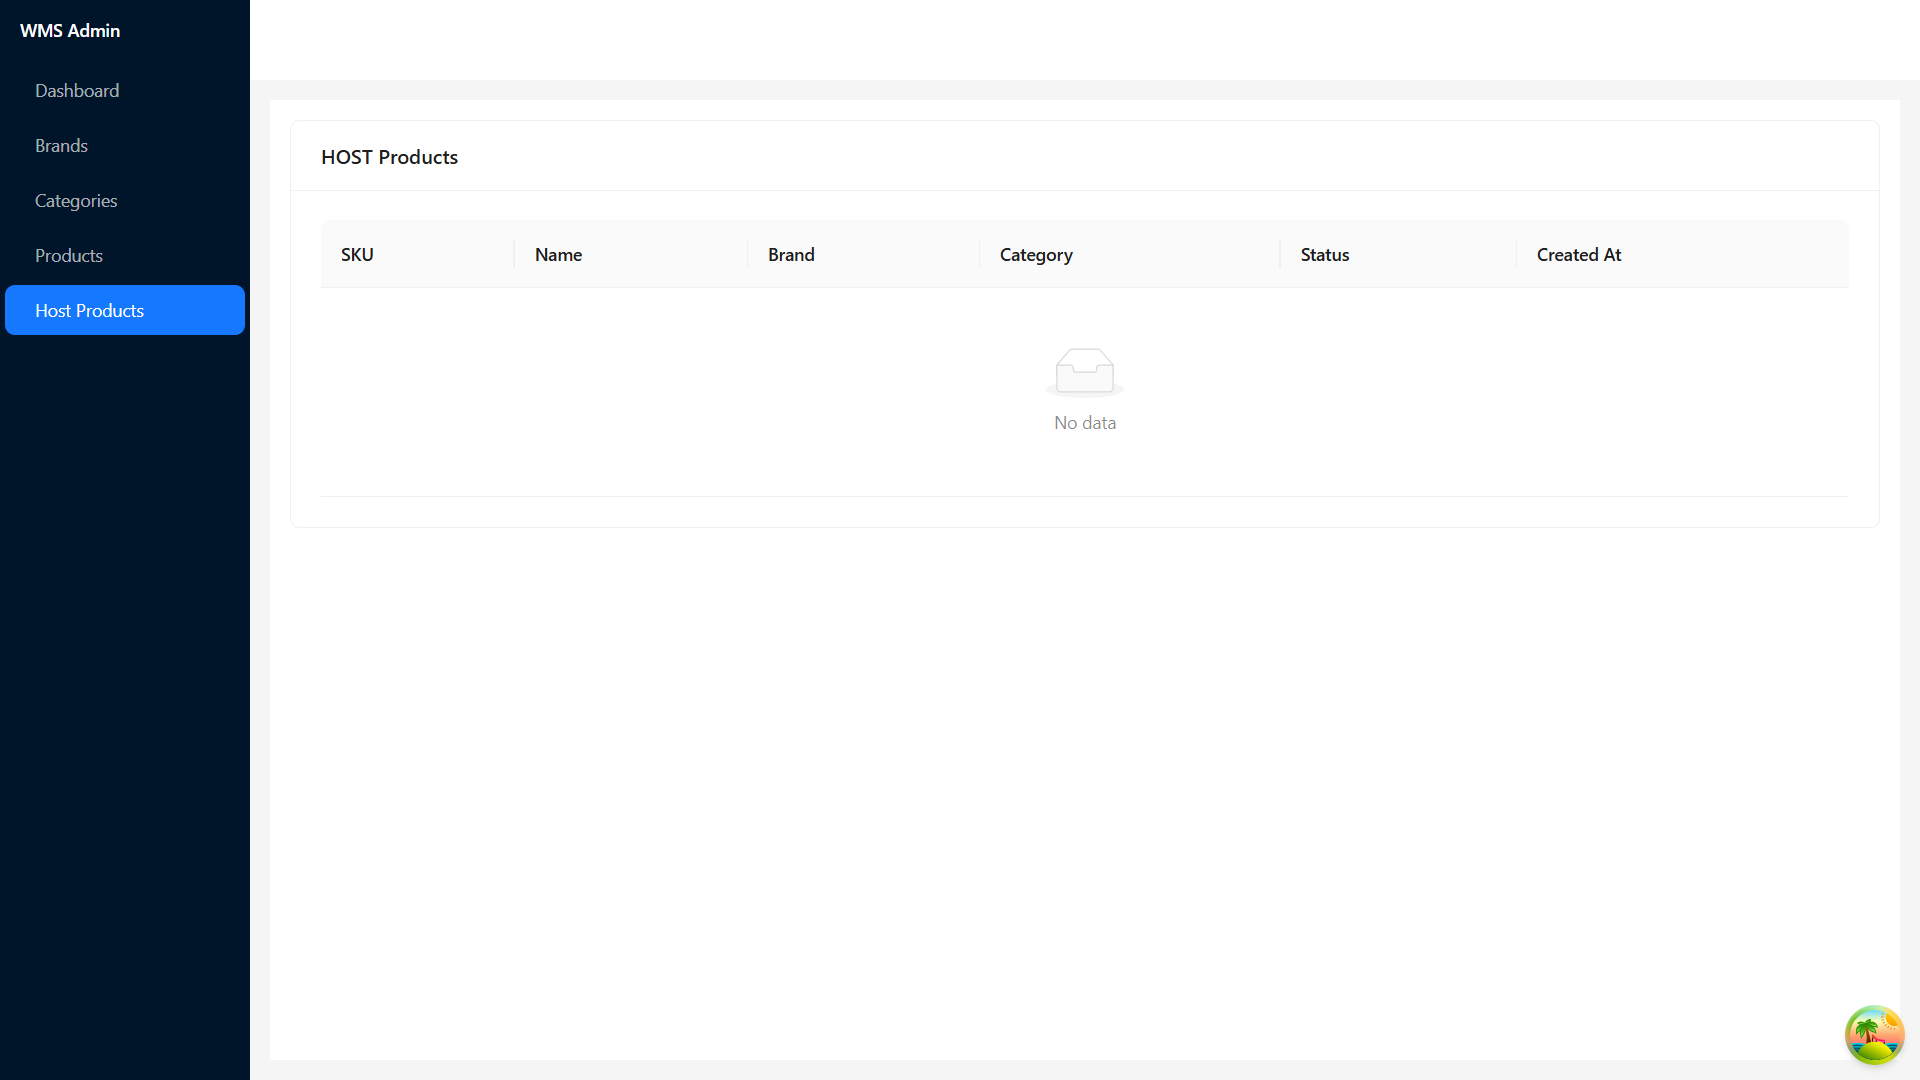 WMS Admin
Dashboard
Brands
Categories
Products
Host Products
HOST Products
SKU Name Brand Category Status Created At
No data